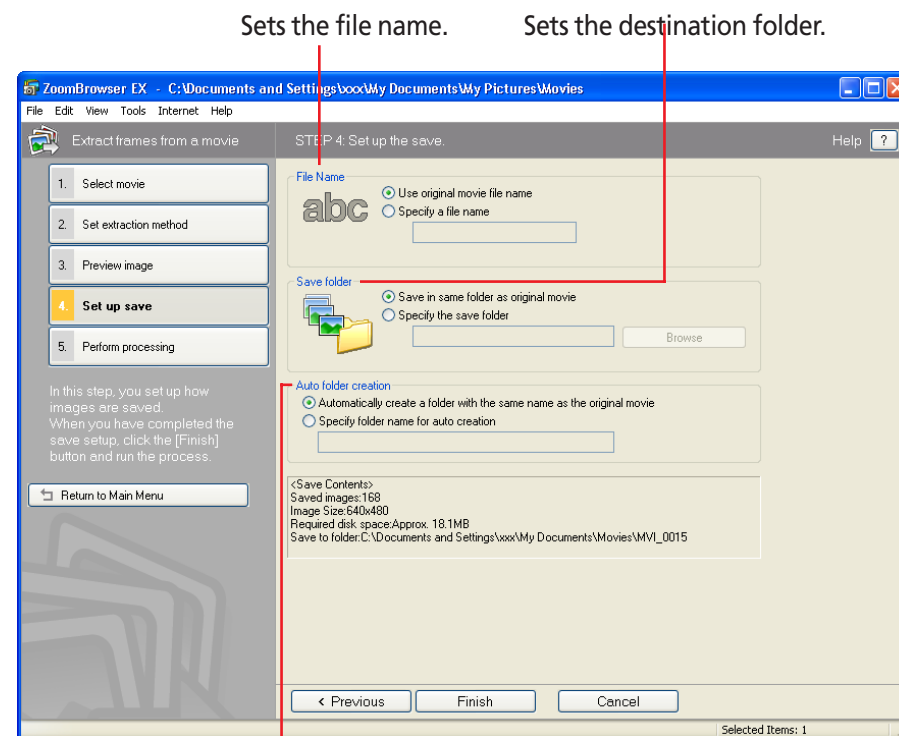 Sets the file name. Sets the destination folder.
ZoomBrowser EX - C:\Documents and Settings\xxx\My Documents\My Pictures\Movies
File Edit View Tools Internet Help
Extract frames from a movie STEP 4: Set up the save. Help ?
1. Select movie
2. Set extraction method
3. Preview image
4. Set up save
5. Perform processing
In this step, you set up how
images are saved.
When you have completed the
save setup, click the [Finish]
button and run the process.
Return to Main Menu
File Name
abc
Use original movie file name
Specify a file name
Save folder
Save in same folder as original movie
Specify the save folder
Browse
Auto folder creation
Automatically create a folder with the same name as the original movie
Specify folder name for auto creation
<Save Contents>
Saved images:168
Image Size:640x480
Required disk space:Approx. 18.1MB
Save to folder:C:\Documents and Settings\xxx\My Documents\Movies\MVI_0015
< Previous Finish Cancel
Selected Items: 1